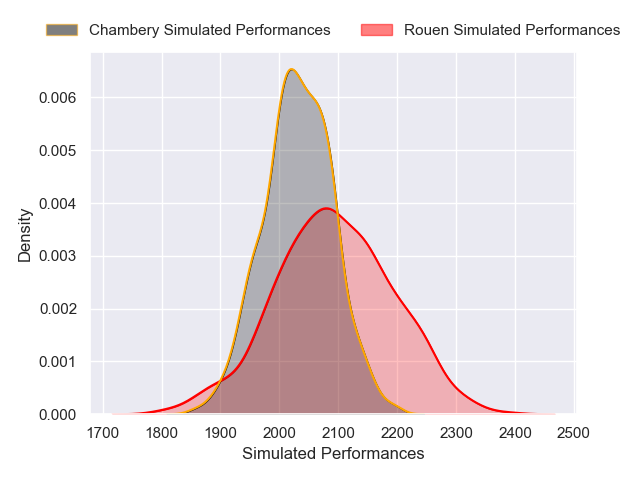 Chambery Simulated Performances Rouen Simulated Performances
0.006
0.005
0.004
0.003
0.002
0.001
0.000
Density
1700 1800 1900 2000 2100 2200 2300 2400 2500
Simulated Performances